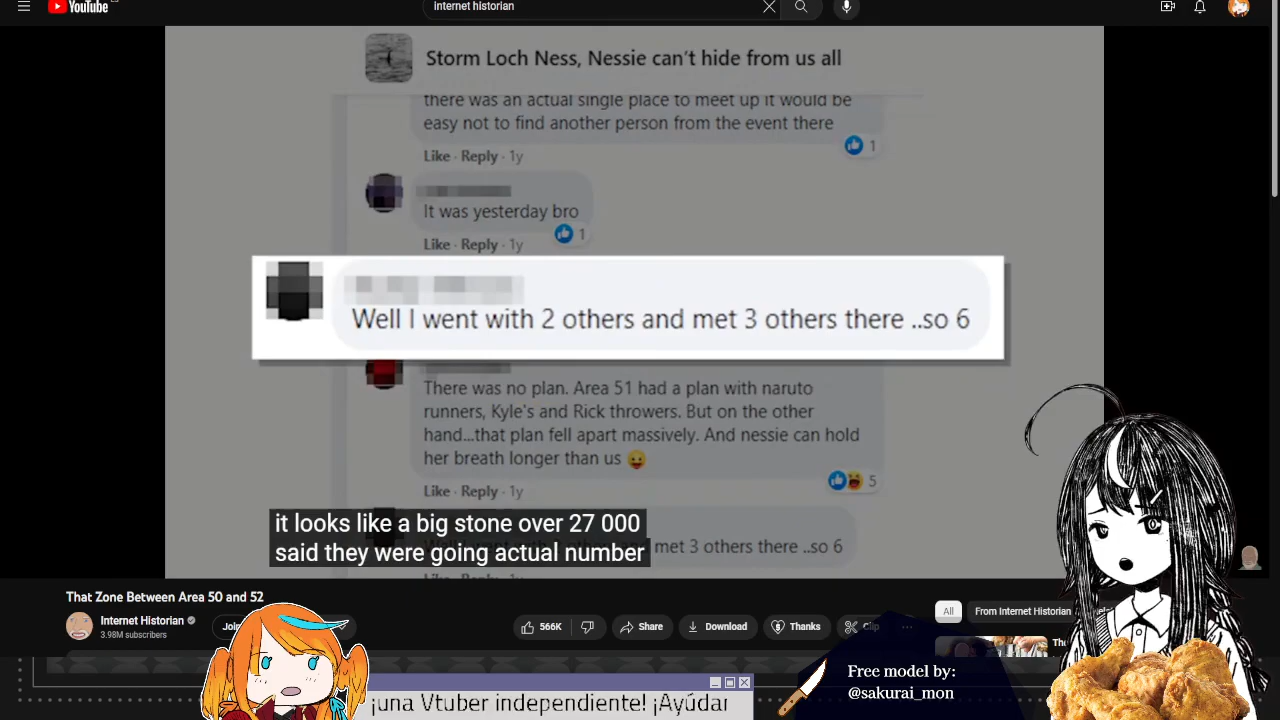 YouTube
internet historian
Storm Loch Ness, Nessie can't hide from us all
there was an actual single place to meet up it would be
easy not to find another person from the event there
1
Like · Reply · 1y
It was yesterday bro
1
Like · Reply · 1y
Well I went with 2 others and met 3 others there ..so 6
There was no plan. Area 51 had a plan with naruto
runners, Kyle's and Rick throwers. But on the other
hand...that plan fell apart massively. And nessie can hold
her breath longer than us 😛
5
Like · Reply · 1y
it looks like a big stone over 27 000
said they were going actual number
met 3 others there ..so 6
That Zone Between Area 50 and 52
Internet Historian
3.98M subscribers
566K
Share
Download
Thanks
Clip
All
From Internet Historian
Free model by:
@sakurai_mon
¡una Vtuber independiente! ¡Ayúdar